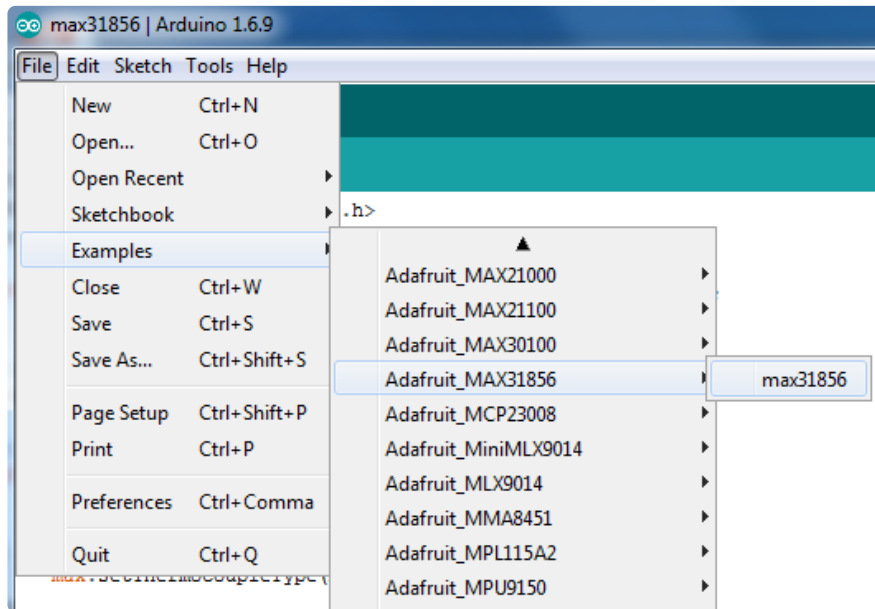 max31856 | Arduino 1.6.9
File Edit Sketch Tools Help
New Ctrl+N
Open... Ctrl+O
Open Recent
Sketchbook
Examples
Close Ctrl+W
Save Ctrl+S
Save As... Ctrl+Shift+S
Page Setup Ctrl+Shift+P
Print Ctrl+P
Preferences Ctrl+Comma
Quit Ctrl+Q
.h>
Adafruit_MAX21000
Adafruit_MAX21100
Adafruit_MAX30100
Adafruit_MAX31856
Adafruit_MCP23008
Adafruit_MiniMLX9014
Adafruit_MLX9014
Adafruit_MMA8451
Adafruit_MPL115A2
Adafruit_MPU9150
max31856